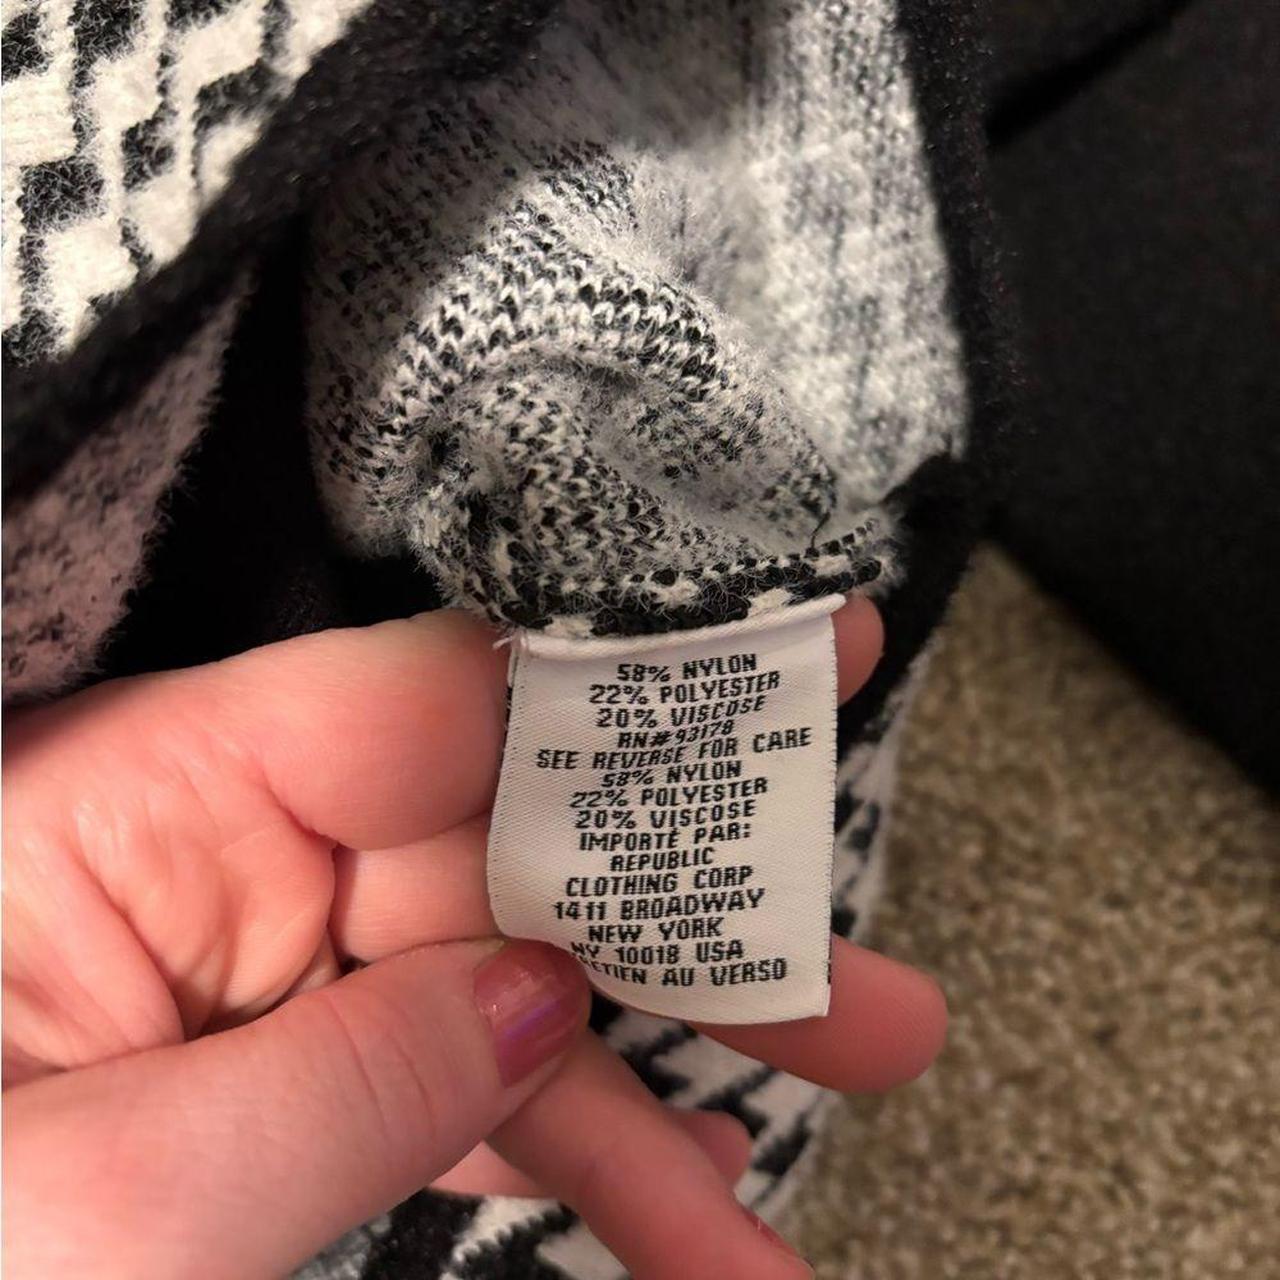 58% NYLON
22% POLYESTER
20% VISCOSE
RN#93178
SEE REVERSE FOR CARE
58% NYLON
22% POLYESTER
20% VISCOSE
IMPORTÉ PAR:
REPUBLIC
CLOTHING CORP
1411 BROADWAY
NEW YORK
NY 10018 USA
AU VERSO